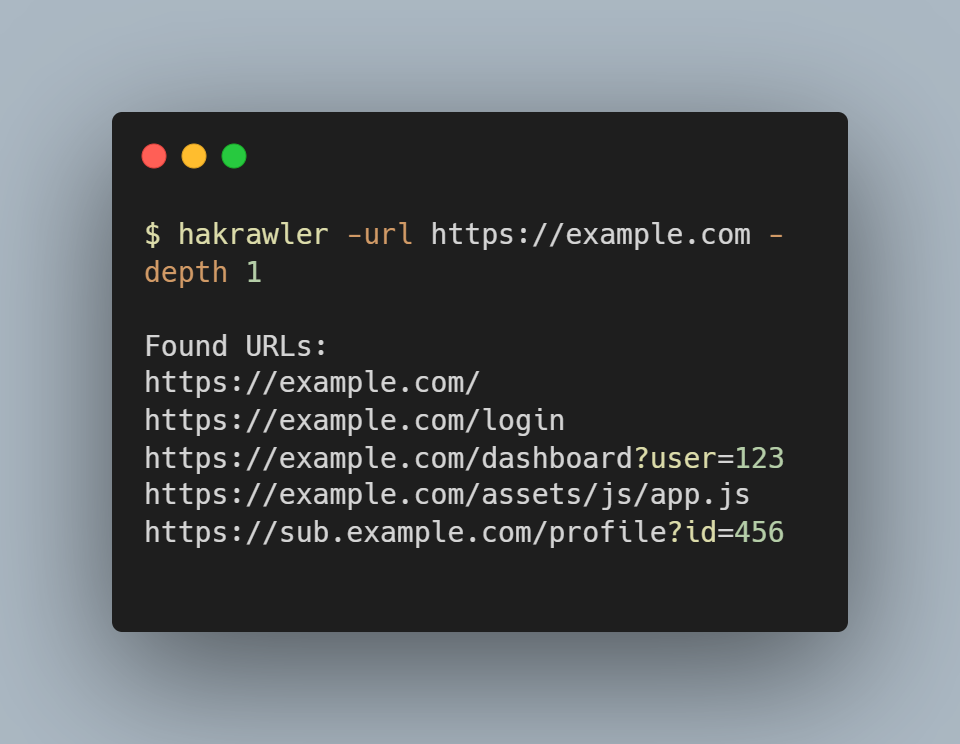 $ hakrawler -url https://example.com -
depth 1
Found URLs:
https://example.com/
https://example.com/login
https://example.com/dashboard?user=123
https://example.com/assets/js/app.js
https://sub.example.com/profile?id=456